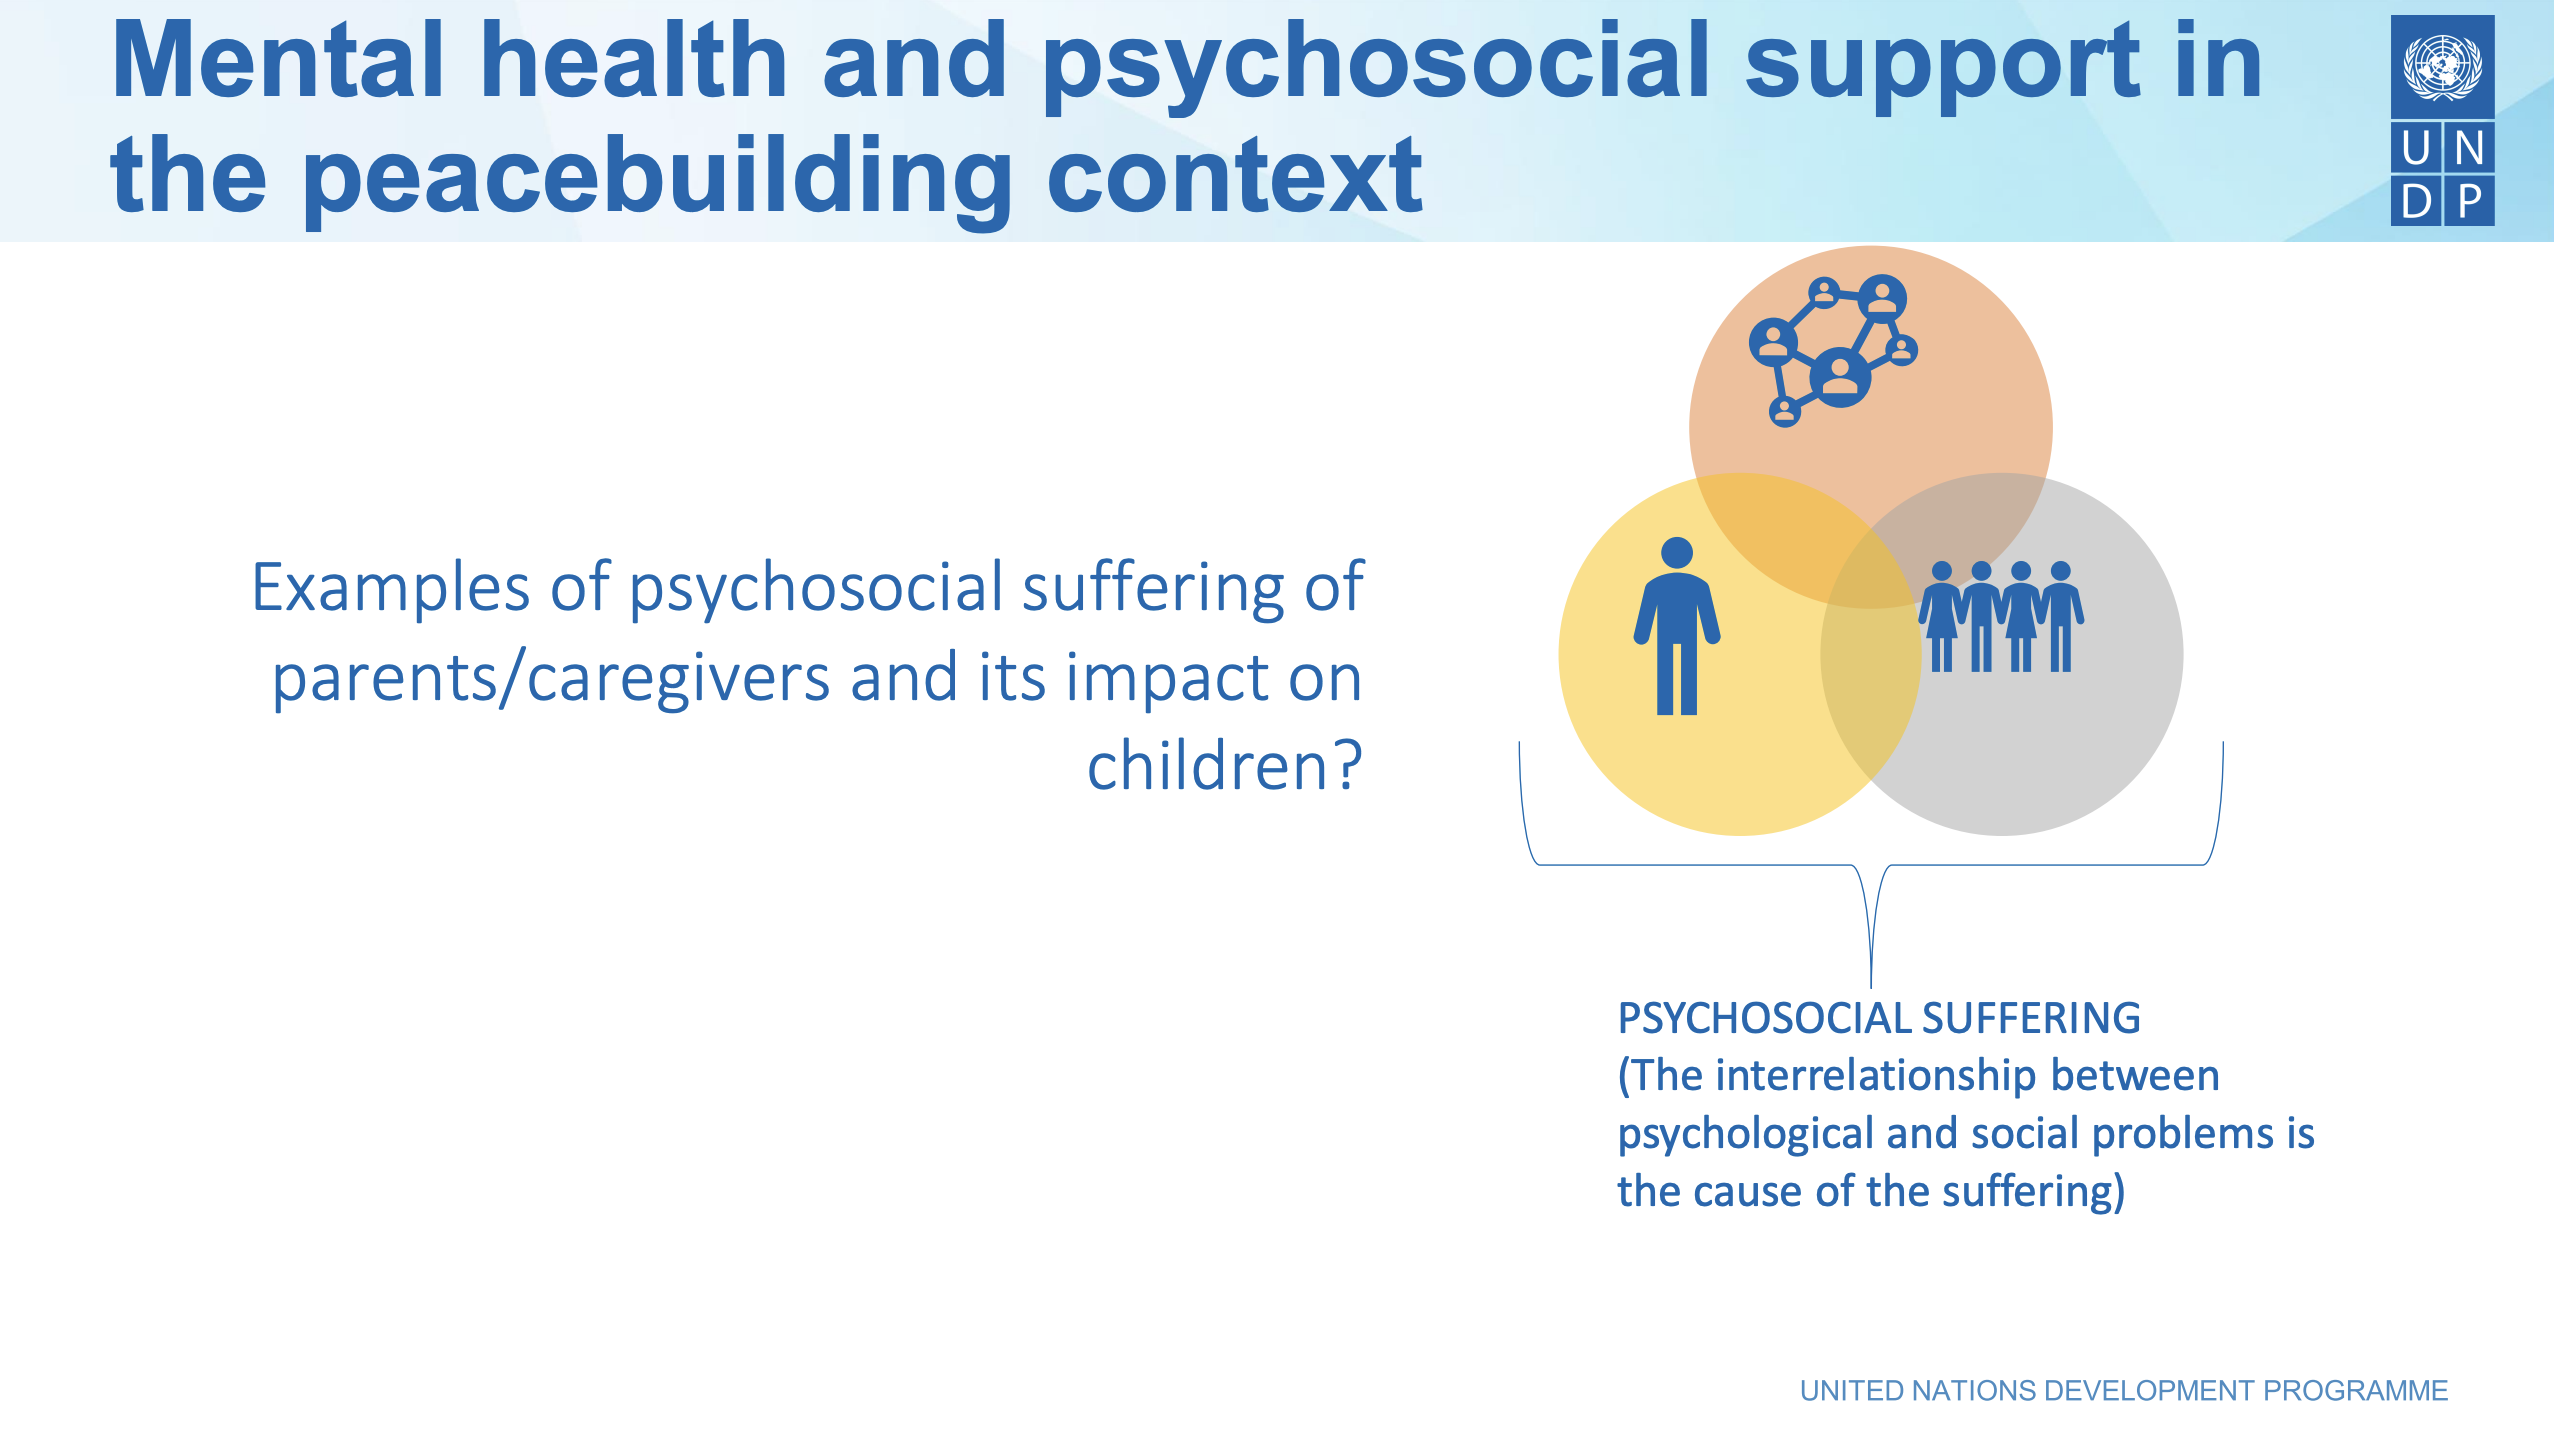 Mental health and psychosocial support in
the peacebuilding context
U N
D P
Examples of psychosocial suffering of
parents/caregivers and its impact on
children?
PSYCHOSOCIAL SUFFERING
(The interrelationship between
psychological and social problems is
the cause of the suffering)
UNITED NATIONS DEVELOPMENT PROGRAMME